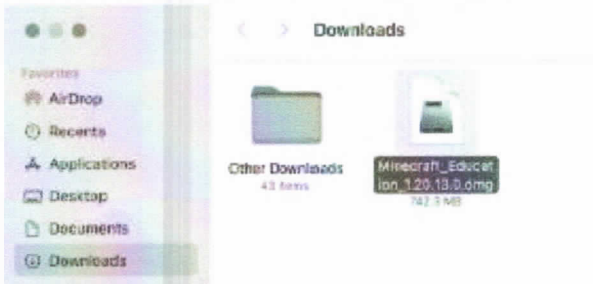 Downloads
Favorites
AirDrop
Recents
Applications
Desktop
Documents
Downloads
Other Downloads
43 items
Minecraft_Educat
ion_1.20.13.0.dmg
742.3 MB